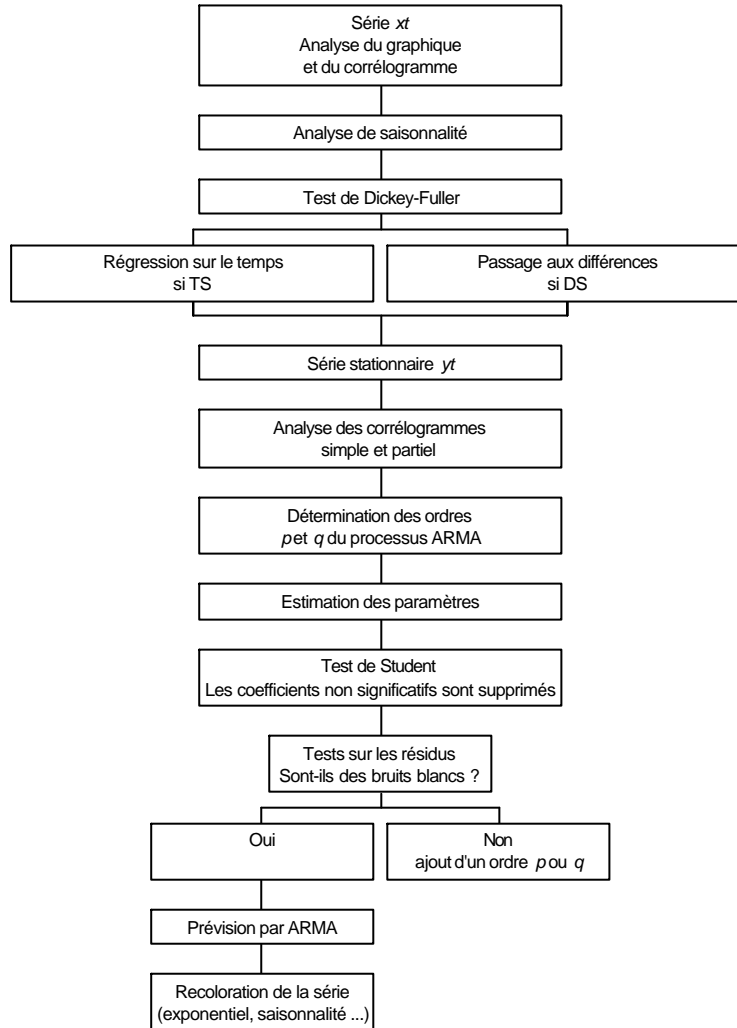 Série xt
Analyse du graphique
et du corrélogramme
Analyse de saisonnalité
Test de Dickey-Fuller
Régression sur le temps
si TS
Passage aux différences
si DS
Série stationnaire yt
Analyse des corrélogrammes
simple et partiel
Détermination des ordres
p et q du processus ARMA
Estimation des paramètres
Test de Student
Les coefficients non significatifs sont supprimés
Tests sur les résidus
Sont-ils des bruits blancs ?
Oui
Non
ajout d'un ordre p ou q
Prévision par ARMA
Recoloration de la série
(exponentiel, saisonnalité ...)